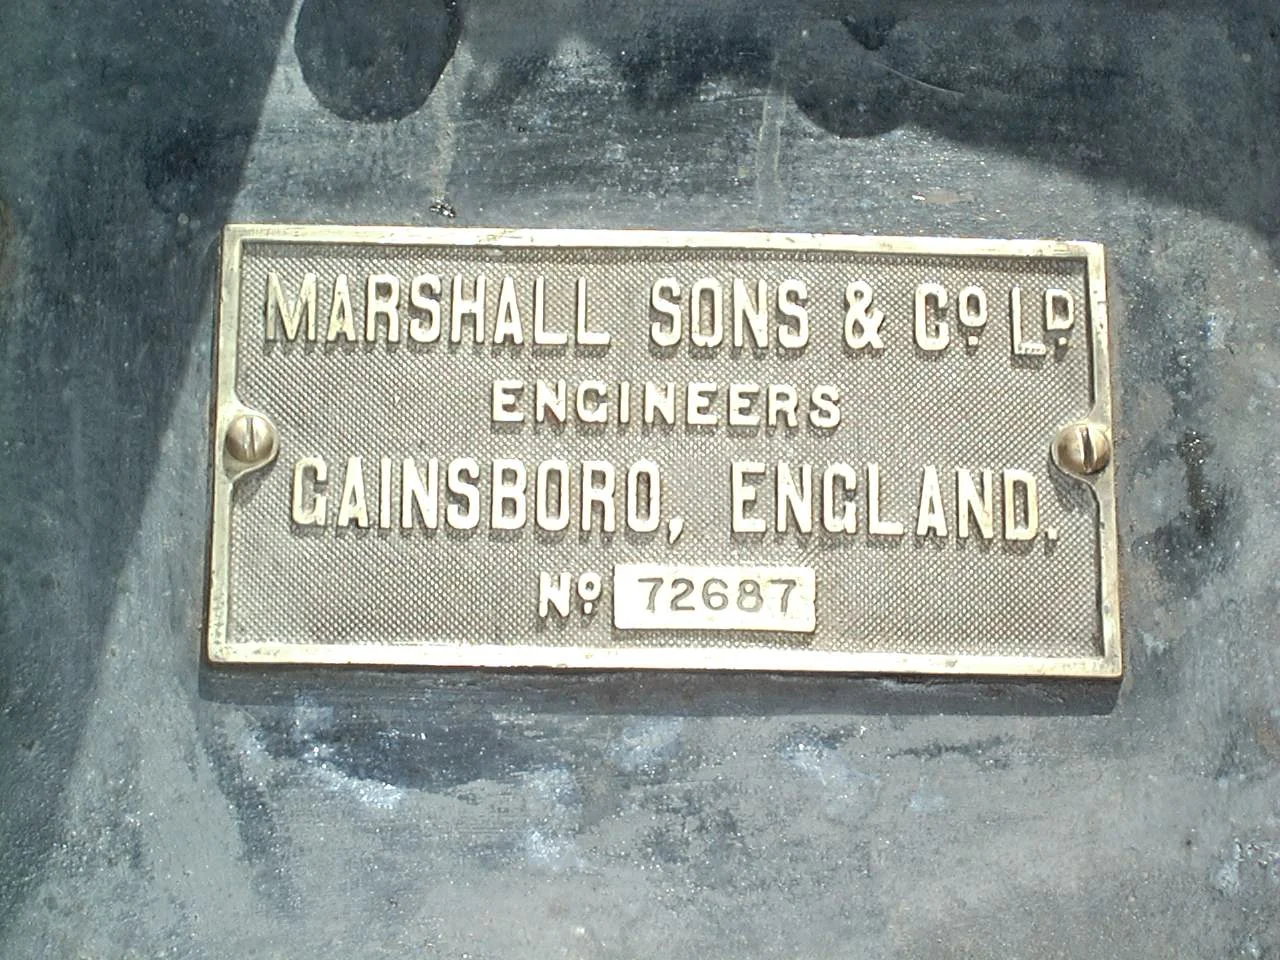 MARSHALL SONS & Cº Lᴰ
ENGINEERS
GAINSBORO, ENGLAND.
Nº 72687